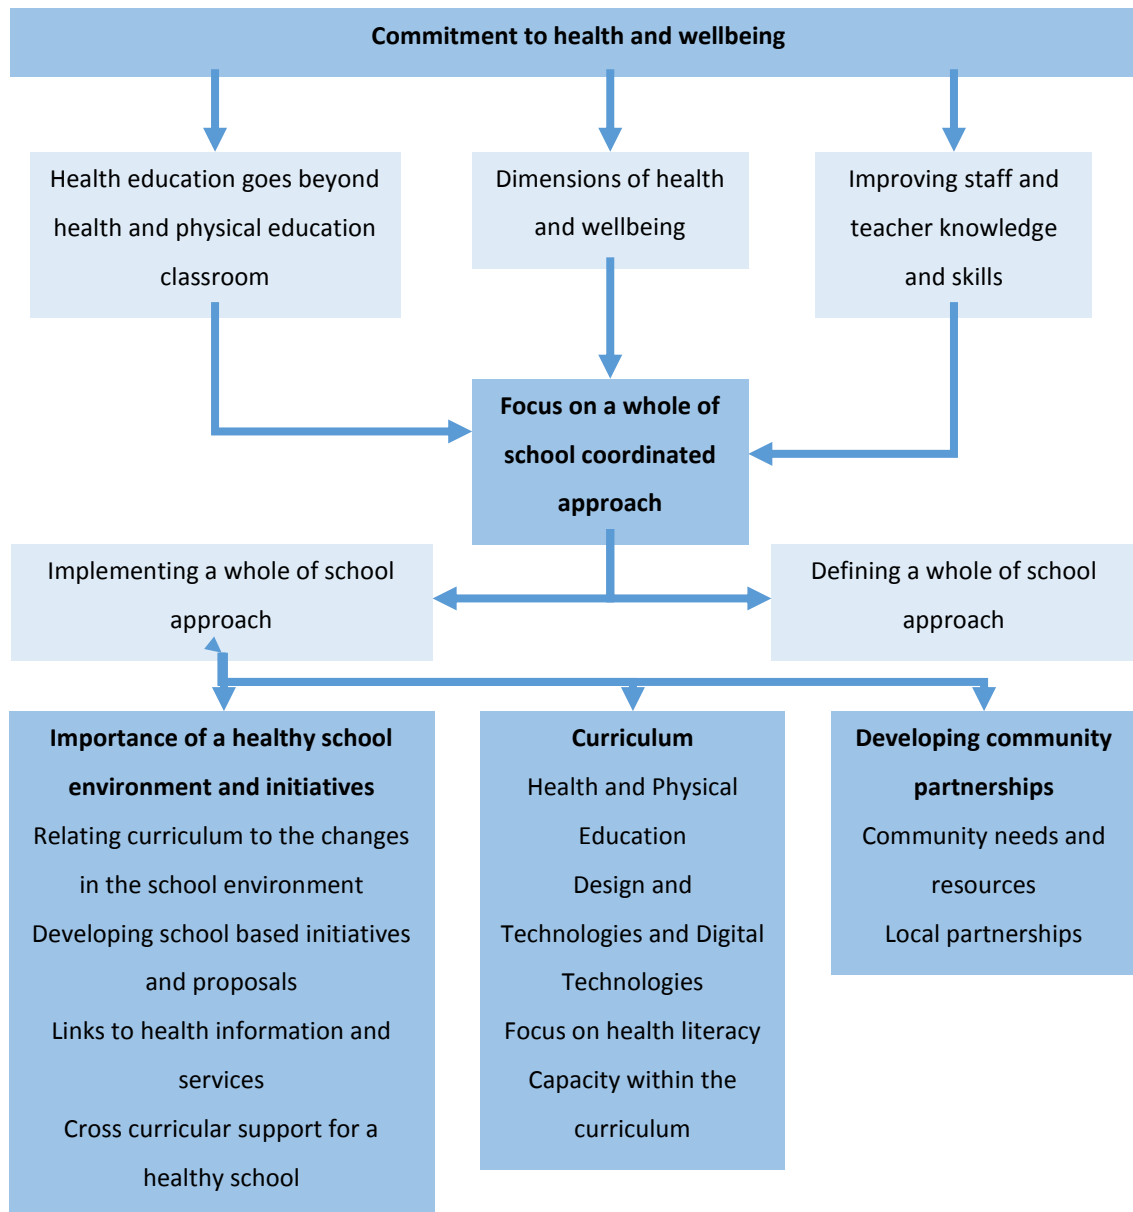 Commitment to health and wellbeing
Health education goes beyond
health and physical education
classroom
Dimensions of health
and wellbeing
Improving staff and
teacher knowledge
and skills
Focus on a whole of
school coordinated
approach
Implementing a whole of school
approach
Defining a whole of school
approach
Importance of a healthy school
environment and initiatives
Relating curriculum to the changes
in the school environment
Developing school based initiatives
and proposals
Links to health information and
services
Cross curricular support for a
healthy school
Curriculum
Health and Physical
Education
Design and
Technologies and Digital
Technologies
Focus on health literacy
Capacity within the
curriculum
Developing community
partnerships
Community needs and
resources
Local partnerships